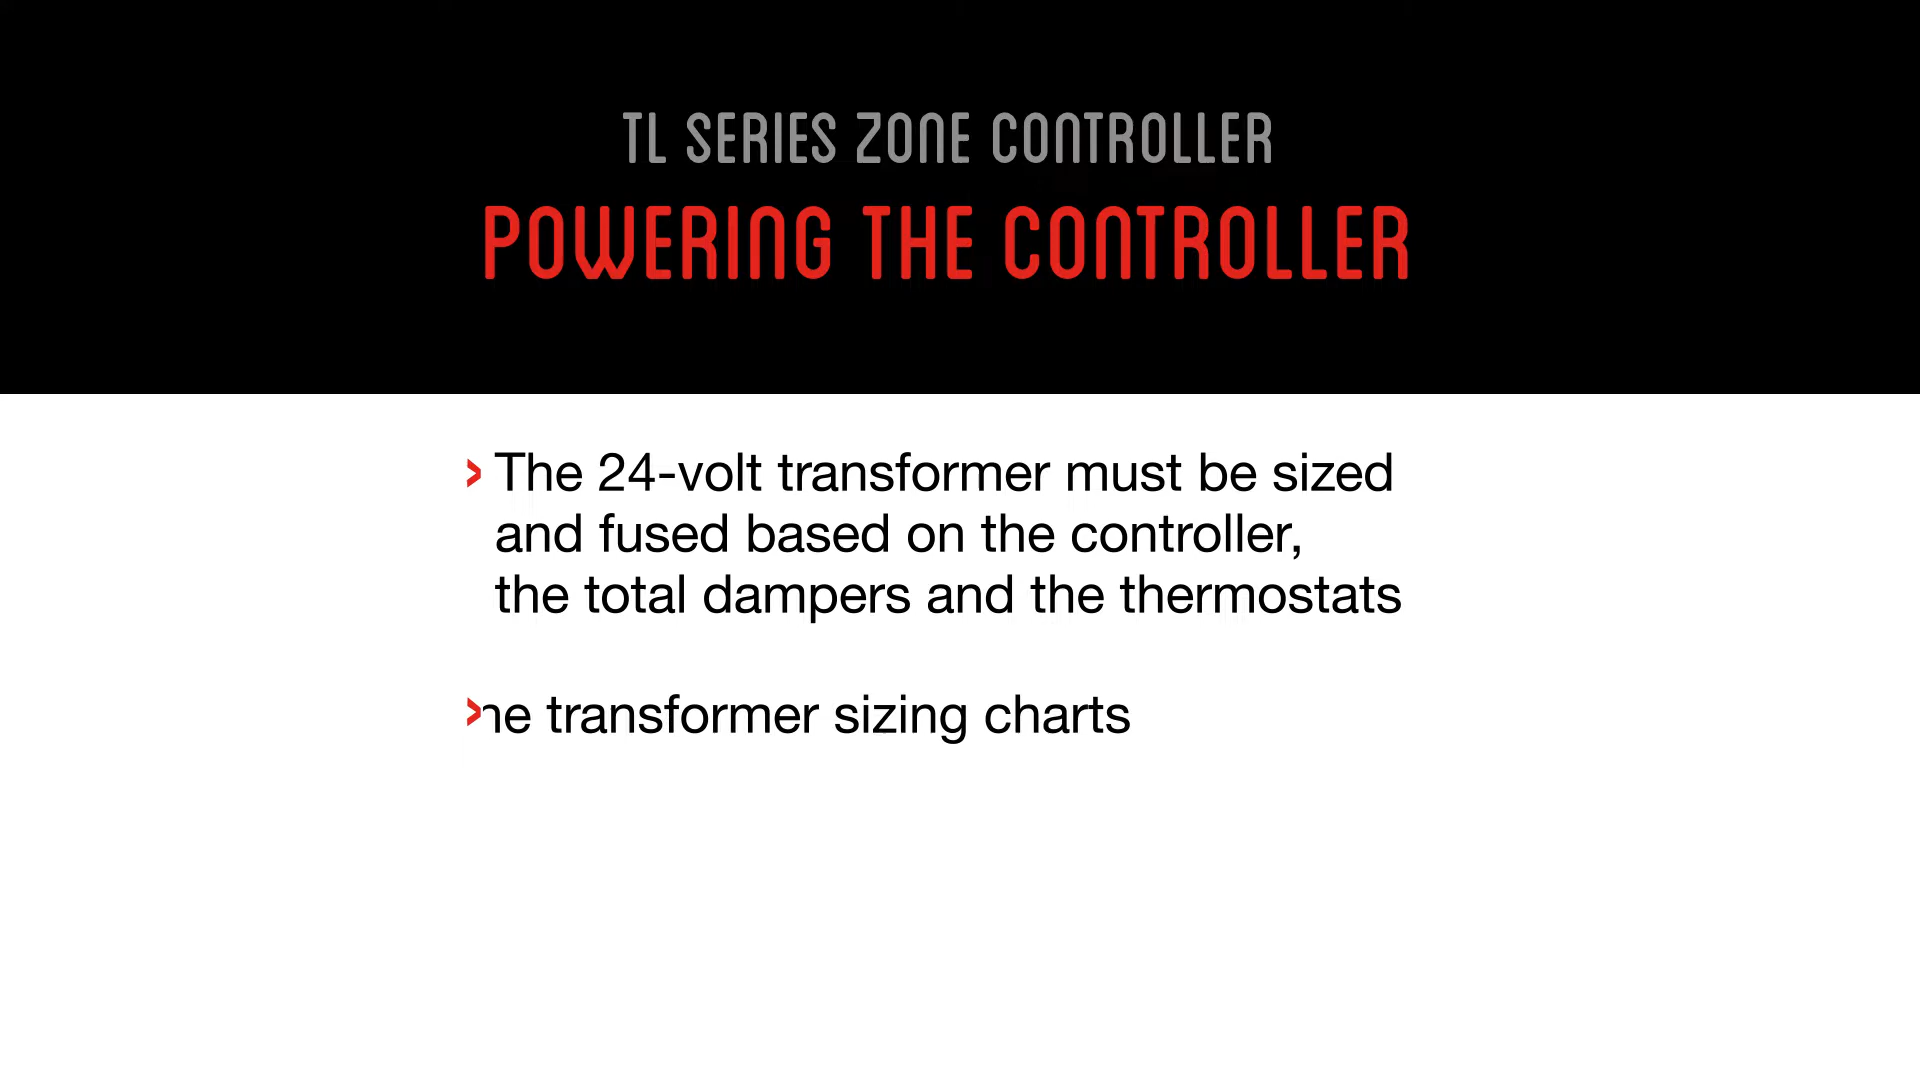 TL SERIES ZONE CONTROLLER
POWERING THE CONTROLLER
› The 24-volt transformer must be sized
and fused based on the controller,
the total dampers and the thermostats
› transformer sizing charts